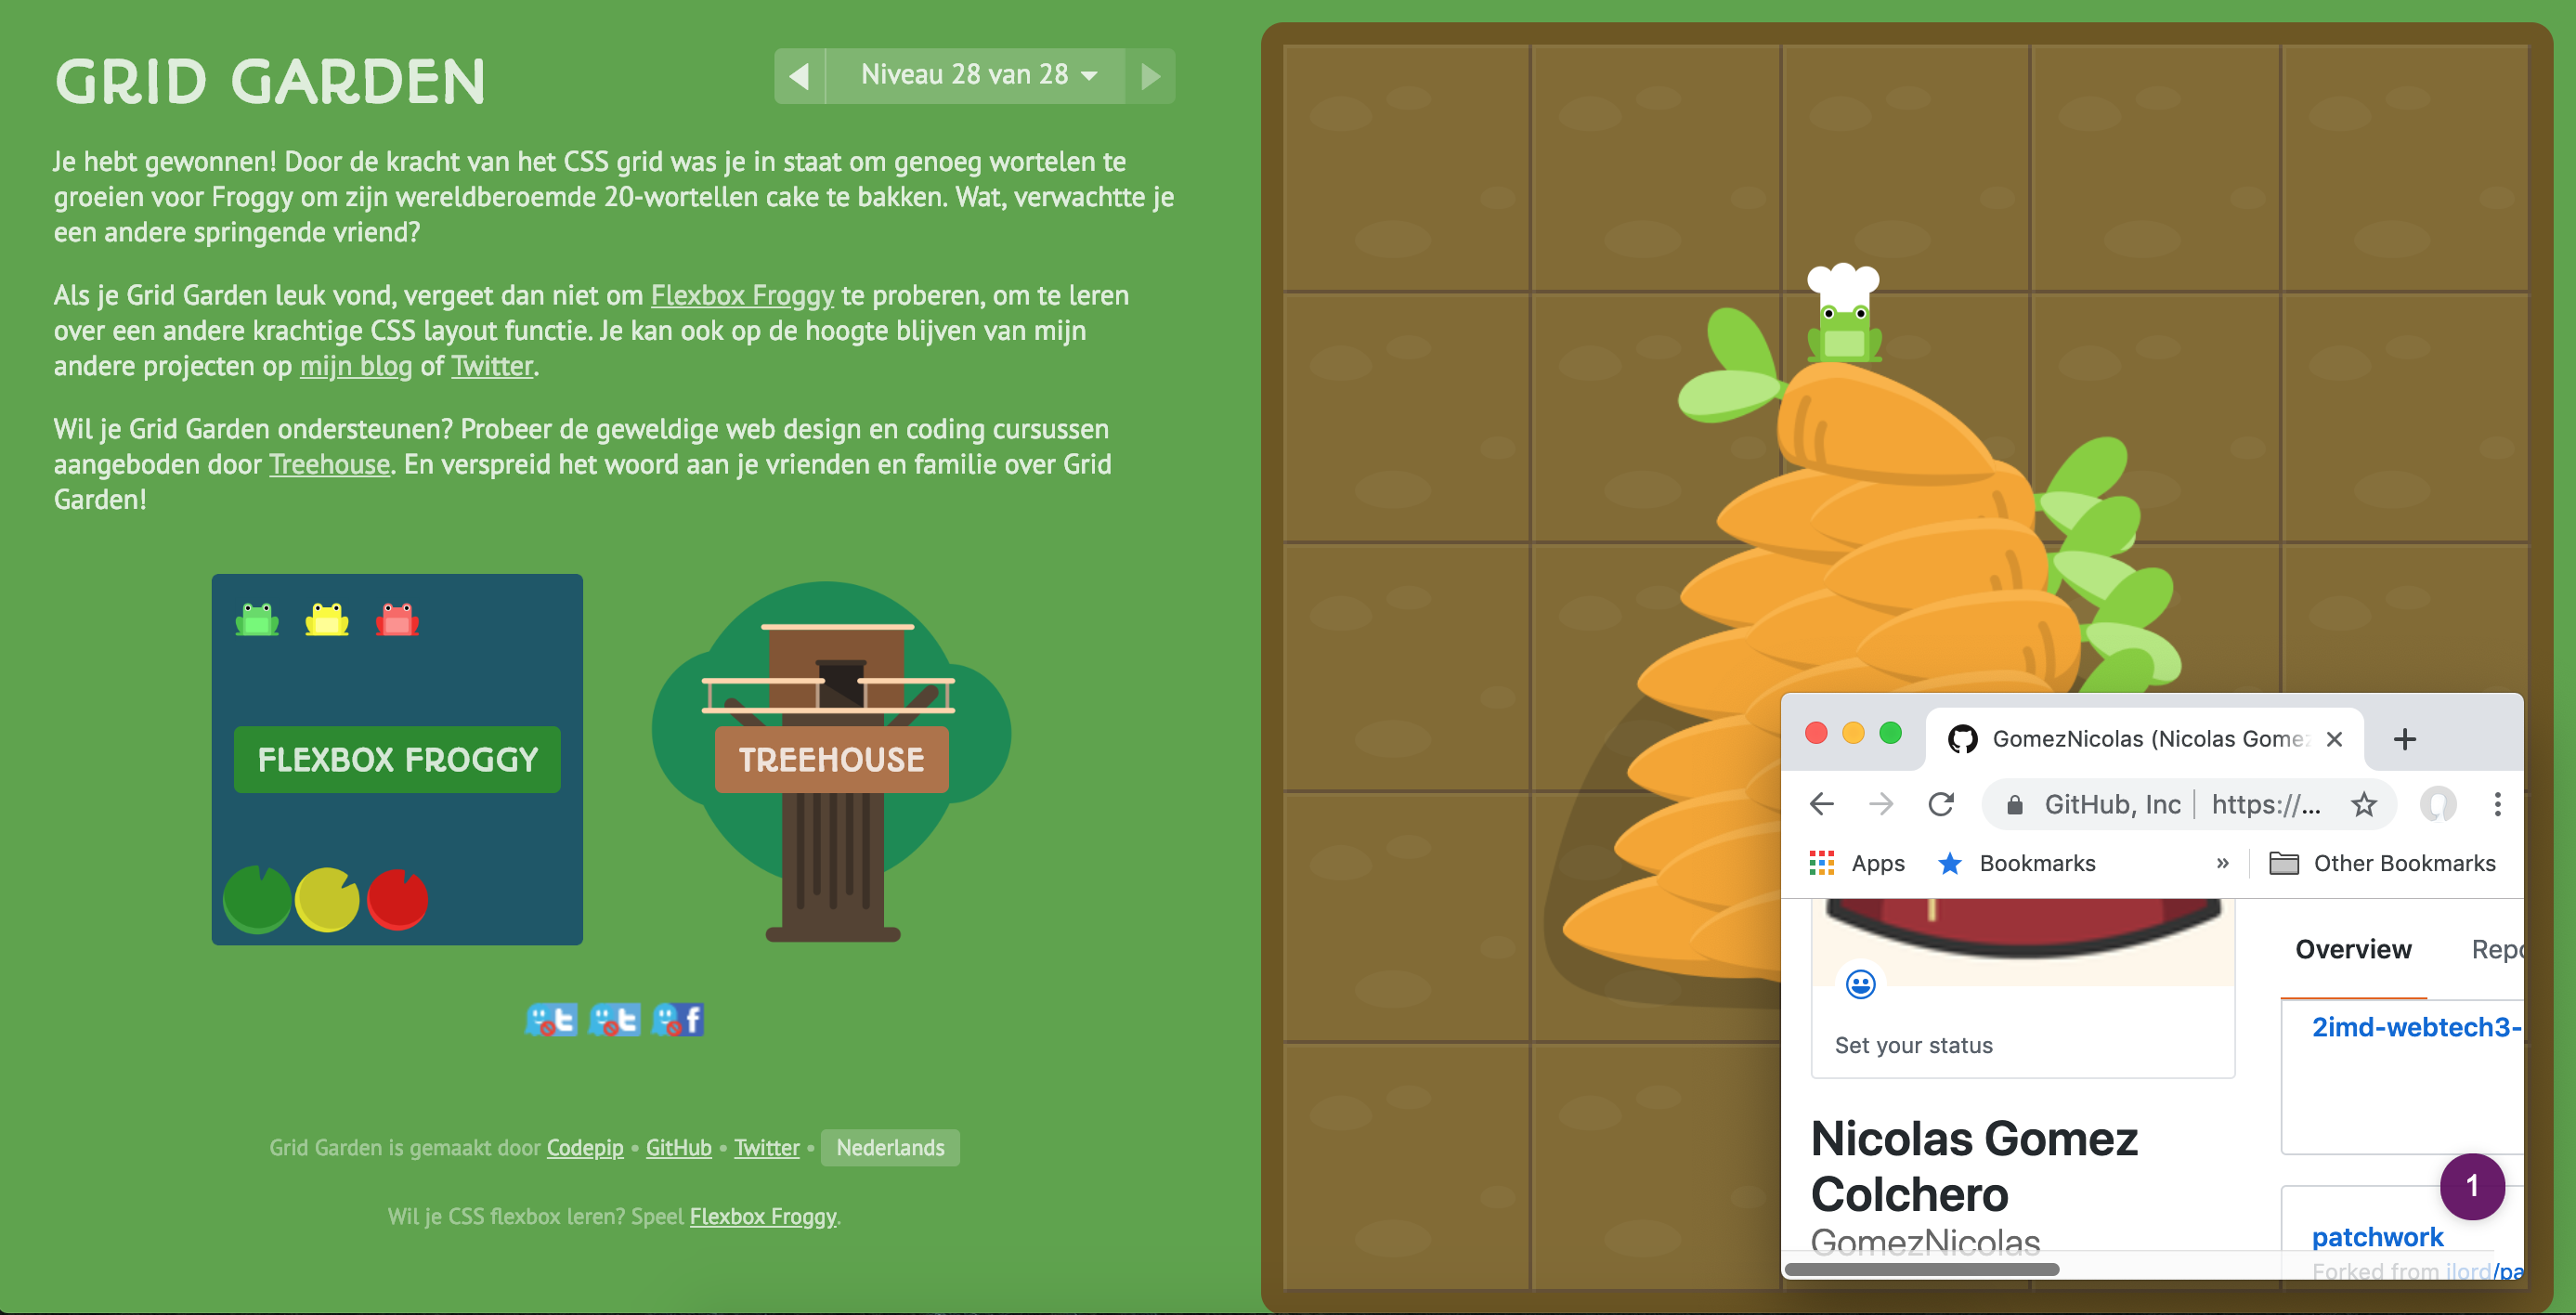 GRID GARDEN
Niveau 28 van 28
Je hebt gewonnen! Door de kracht van het CSS grid was je in staat om genoeg wortelen te
groeien voor Froggy om zijn wereldberoemde 20-wortellen cake te bakken. Wat, verwachtte je
een andere springende vriend?
Als je Grid Garden leuk vond, vergeet dan niet om Flexbox Froggy te proberen, om te leren
over een andere krachtige CSS layout functie. Je kan ook op de hoogte blijven van mijn
andere projecten op mijn blog of Twitter.
Wil je Grid Garden ondersteunen? Probeer de geweldige web design en coding cursussen
aangeboden door Treehouse. En verspreid het woord aan je vrienden en familie over Grid
Garden!
FLEXBOX FROGGY
TREEHOUSE
Grid Garden is gemaakt door Codepip • GitHub • Twitter • Nederlands
Wil je CSS flexbox leren? Speel Flexbox Froggy.
GomezNicolas (Nicolas Gomez
GitHub, Inc | https://...
Apps Bookmarks » Other Bookmarks
Overview Repo
2imd-webtech3-
Set your status
Nicolas Gomez
Colchero
GomezNicolas
1
patchwork
Forked from jlord/pa